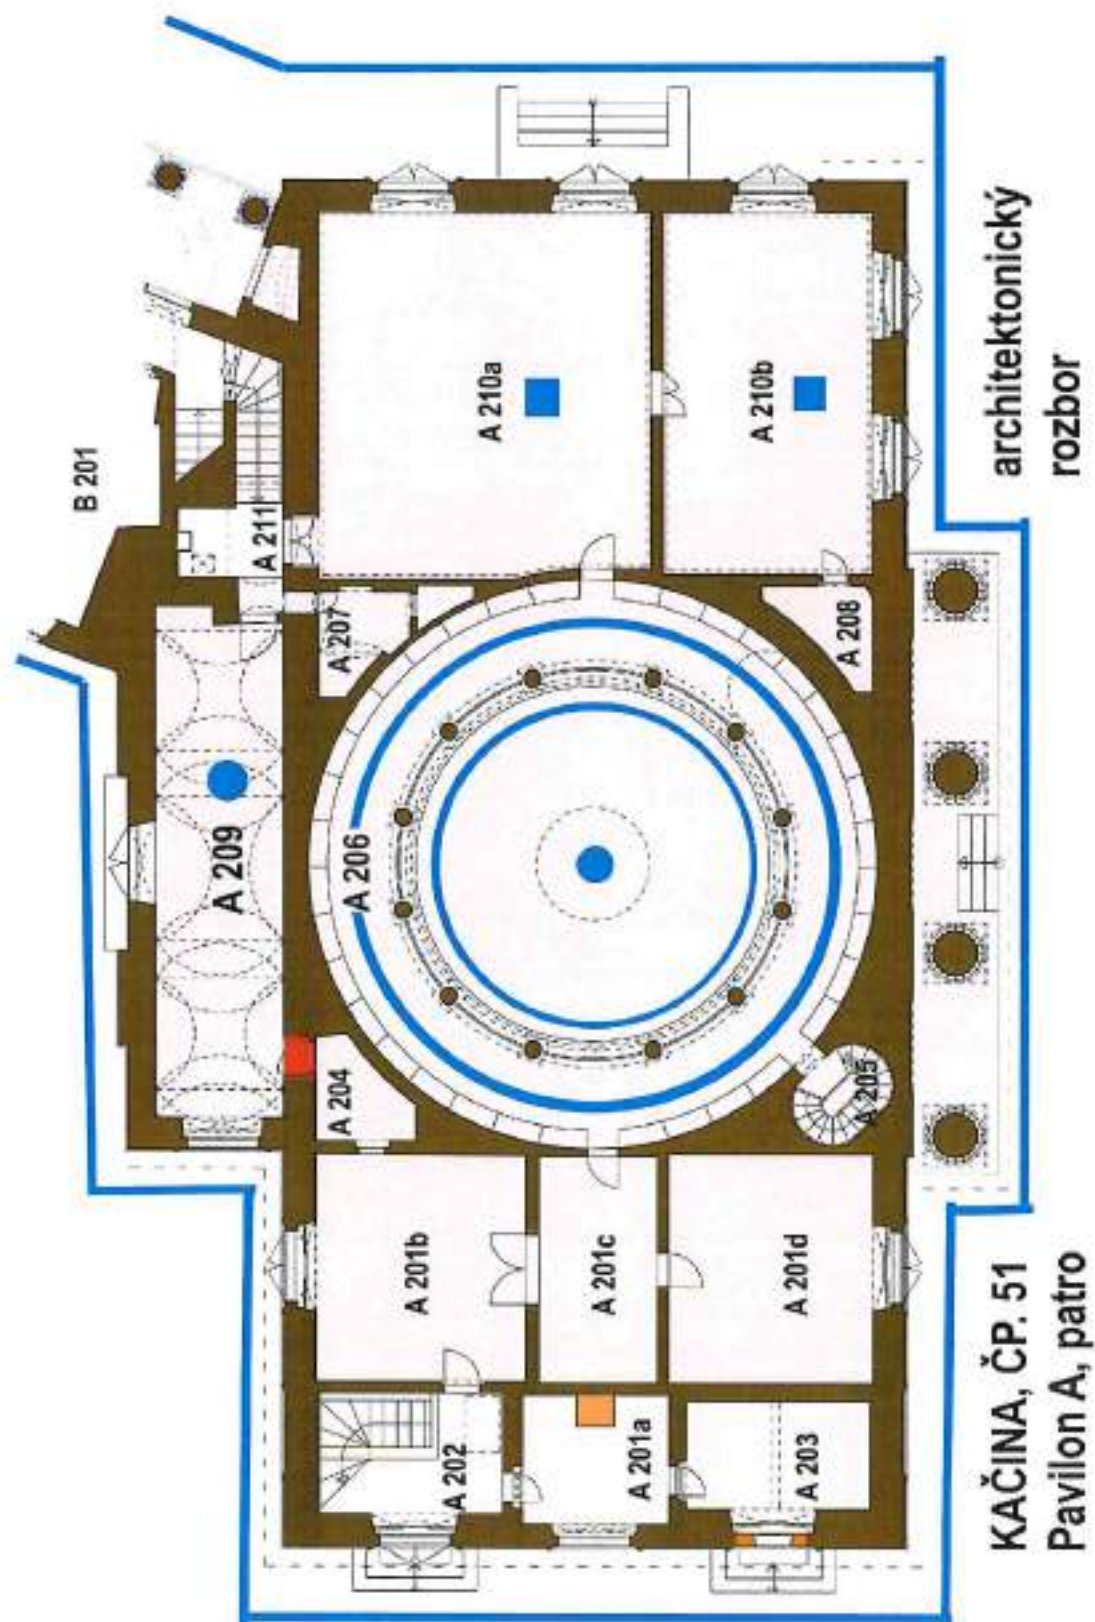 B 201
A 211
A 210a
A 210b
A 207
A 208
A 209
A 206
A 204
A 205
A 201b
A 201c
A 201d
A 202
A 201a
A 203
KAČINA, ČP. 51
Pavilon A, patro
architektonický
rozbor